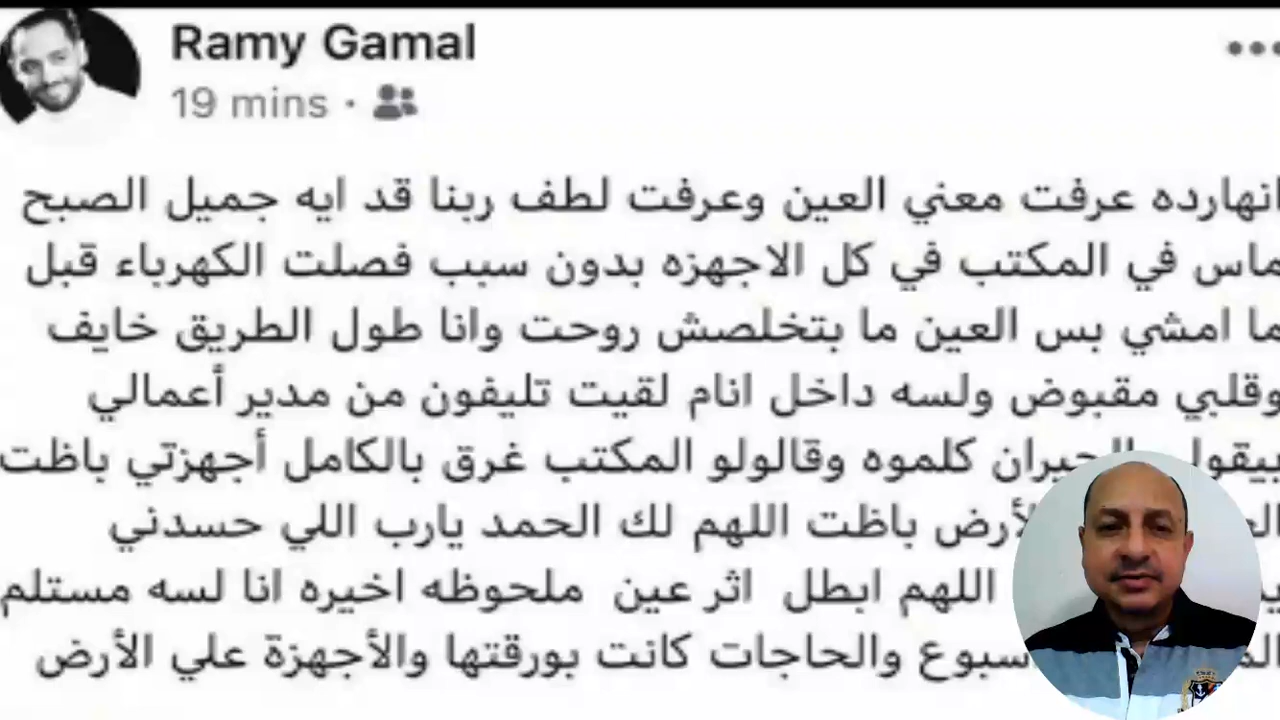 Ramy Gamal
19 mins
انهارده عرفت معني العين وعرفت لطف ربنا قد ايه جميل الصبح
ماس في المكتب في كل الاجهزه بدون سبب فصلت الكهرباء قبل
ما امشي بس العين ما بتخلصش روحت وانا طول الطريق خايف
وقلبي مقبوض ولسه داخل انام لقيت تليفون من مدير أعمالي
بيقولي الجيران كلموه وقالولو المكتب غرق بالكامل أجهزتي باظت
الأرض باظت اللهم لك الحمد يارب اللي حسدني
اللهم ابطل اثر عين ملحوظه اخيره انا لسه مستلم
والحاجات كانت بورقتها والأجهزة علي الأرض